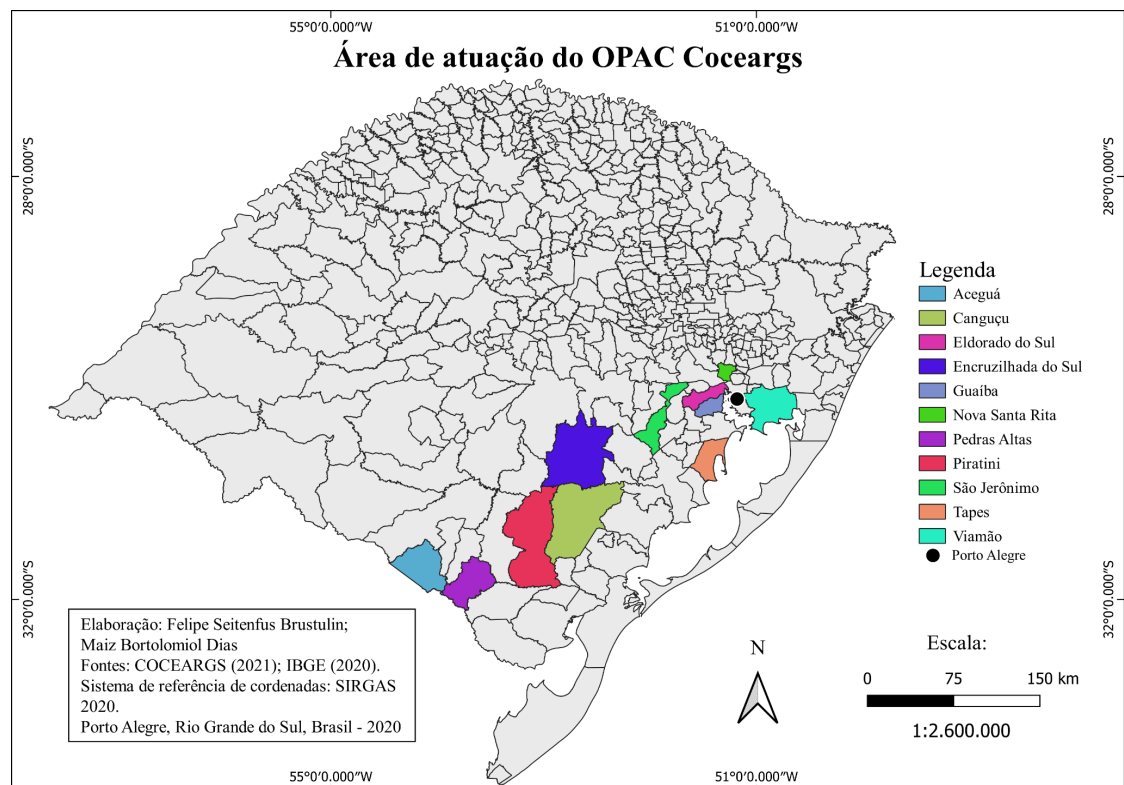 55°0'0.000"W
51°0'0.000"W
Área de atuação do OPAC Coceargs
28°0'0.000"S
28°0'0.000"S
Legenda
Aceguá
Canguçu
Eldorado do Sul
Encruzilhada do Sul
Guaíba
Nova Santa Rita
Pedras Altas
Piratini
São Jerônimo
Tapes
Viamão
Porto Alegre
32°0'0.000"S
32°0'0.000"S
Elaboração: Felipe Seitenfus Brustulin;
Maiz Bortolomiol Dias
Fontes: COCEARGS (2021); IBGE (2020).
Sistema de referência de cordenadas: SIRGAS
2020.
Porto Alegre, Rio Grande do Sul, Brasil - 2020
N
Escala:
0 75 150 km
1:2.600.000
55°0'0.000"W
51°0'0.000"W